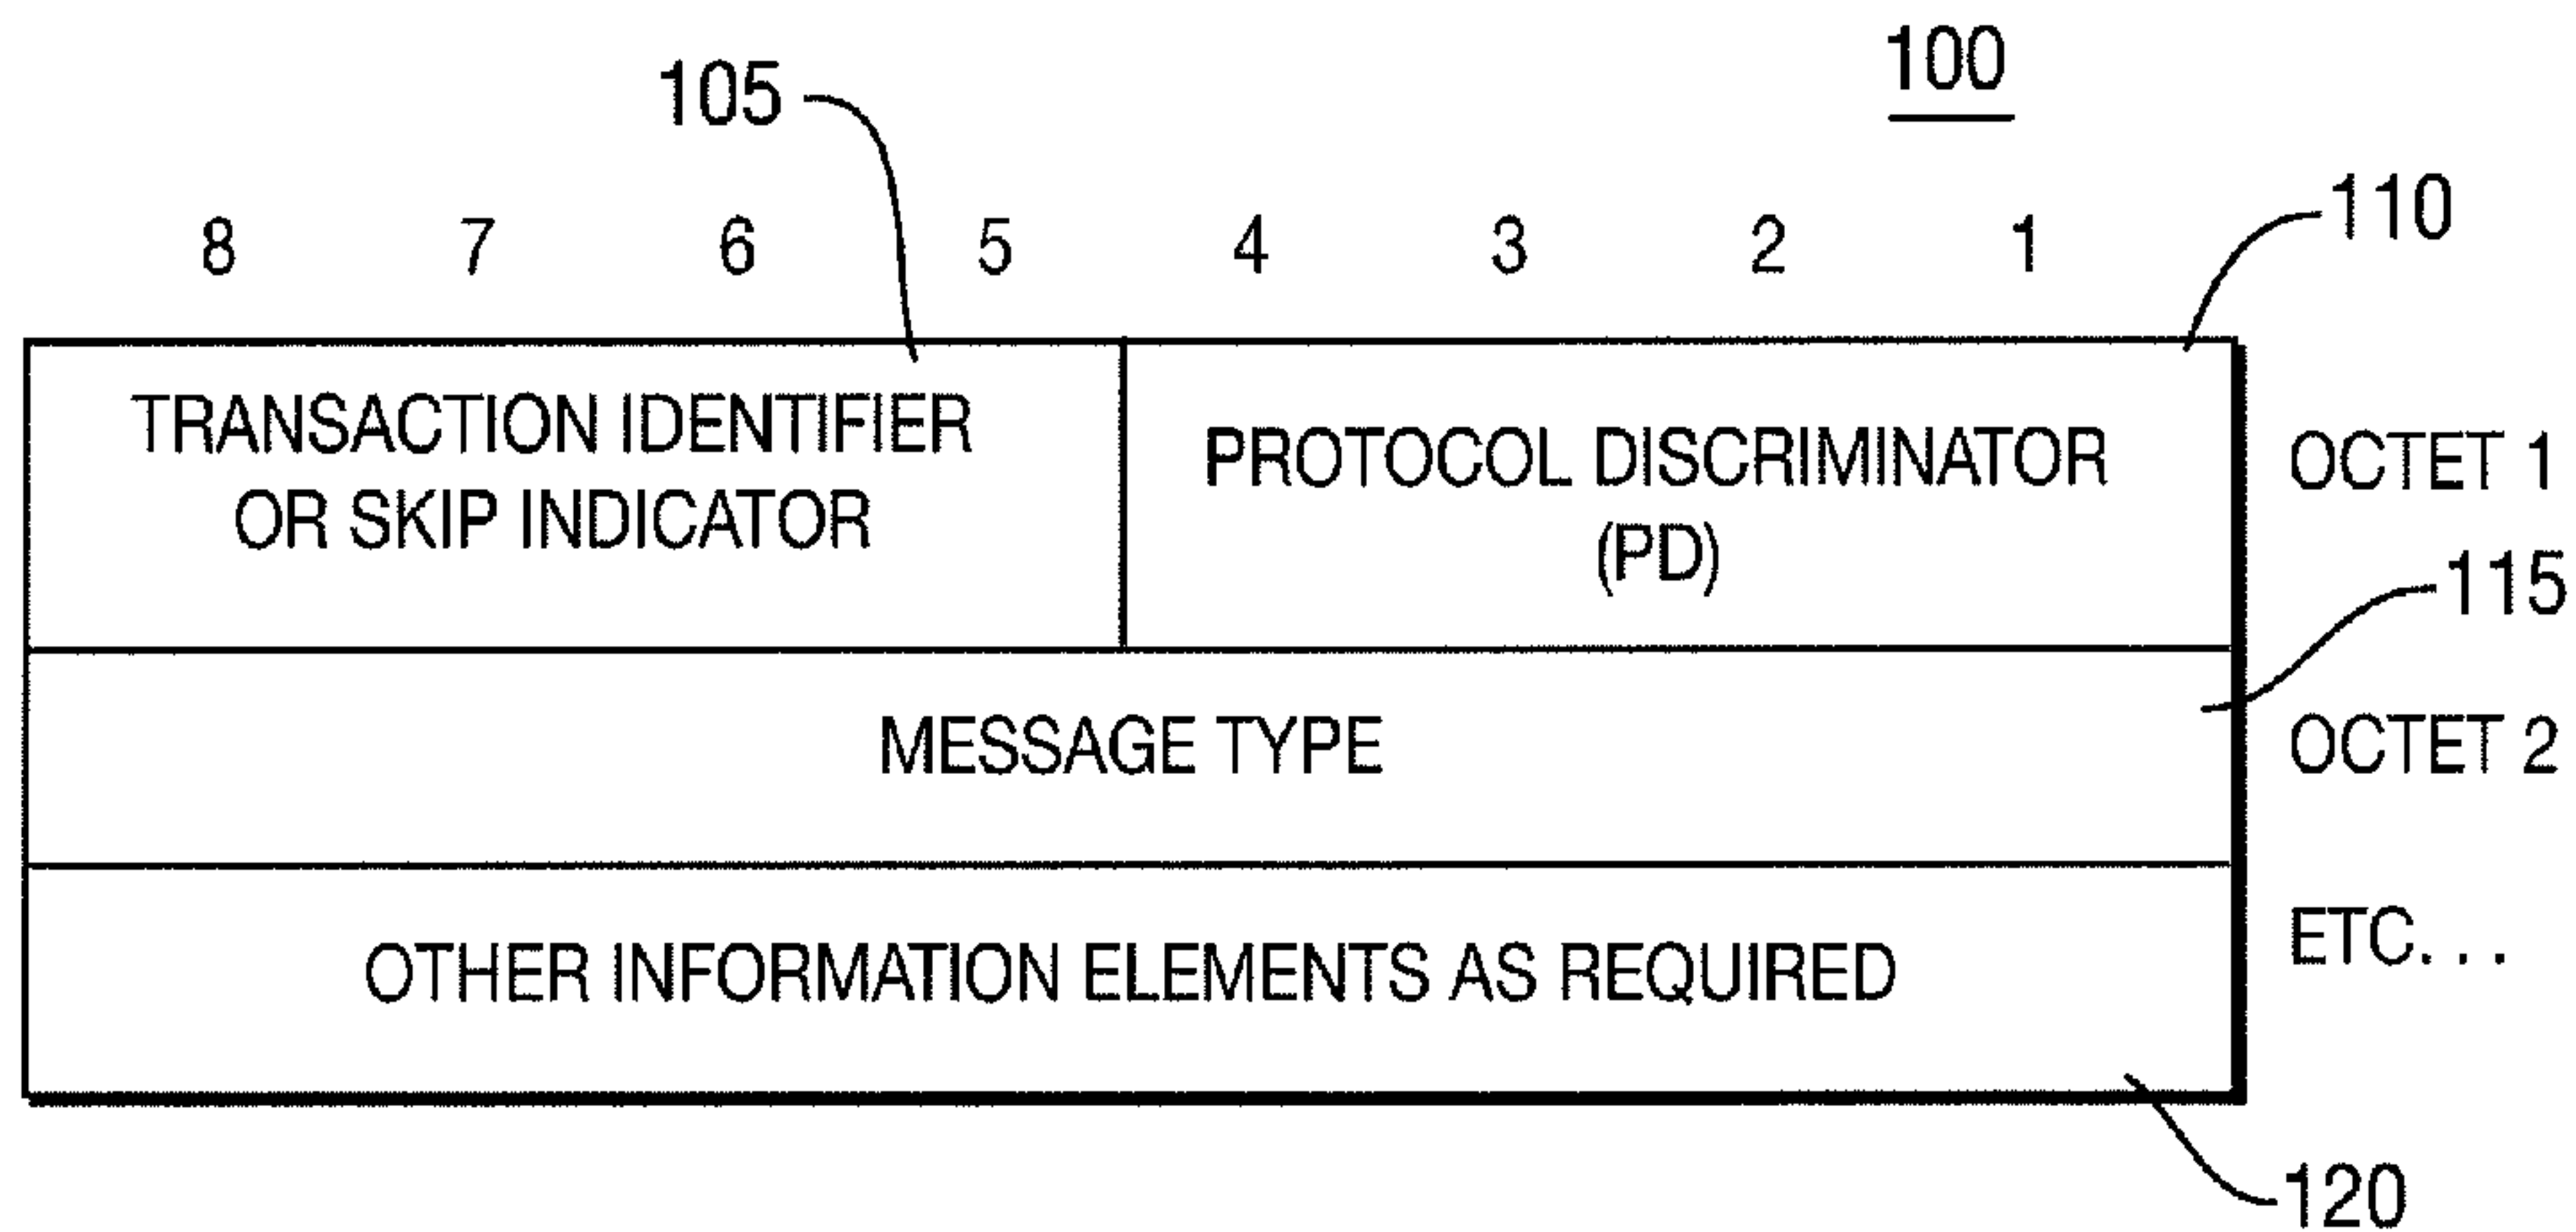 100
105
110
8 7 6 5 4 3 2 1
TRANSACTION IDENTIFIER
OR SKIP INDICATOR
PROTOCOL DISCRIMINATOR
(PD)
OCTET 1
115
MESSAGE TYPE
OCTET 2
OTHER INFORMATION ELEMENTS AS REQUIRED
ETC. . .
120